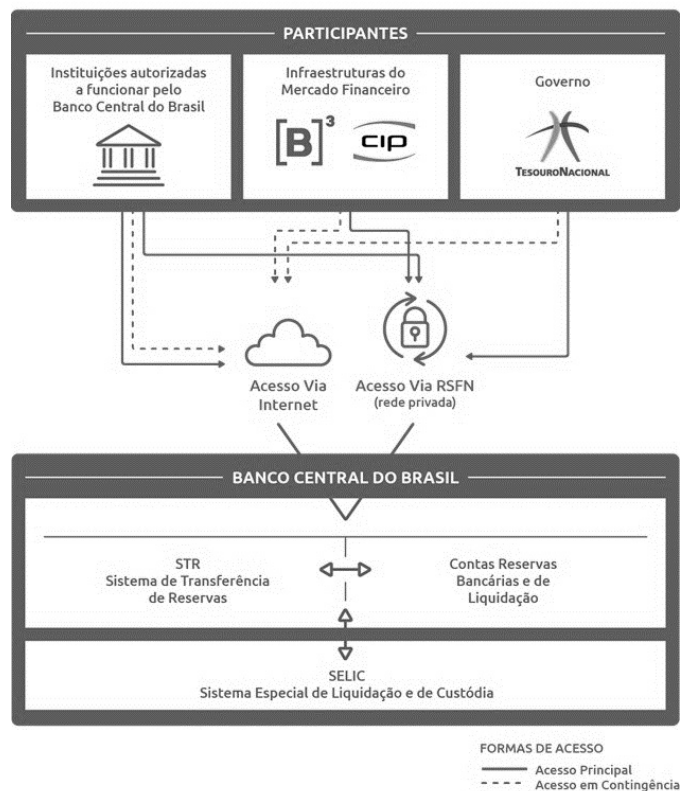 PARTICIPANTES
Instituições autorizadas
a funcionar pelo
Banco Central do Brasil
Infraestruturas do
Mercado Financeiro
[B]³
CIP
Governo
TESOURONACIONAL
Acesso Via
Internet
Acesso Via RSFN
(rede privada)
BANCO CENTRAL DO BRASIL
STR
Sistema de Transferência
de Reservas
Contas Reservas
Bancárias e de
Liquidação
SELIC
Sistema Especial de Liquidação e de Custódia
FORMAS DE ACESSO
Acesso Principal
Acesso em Contingência